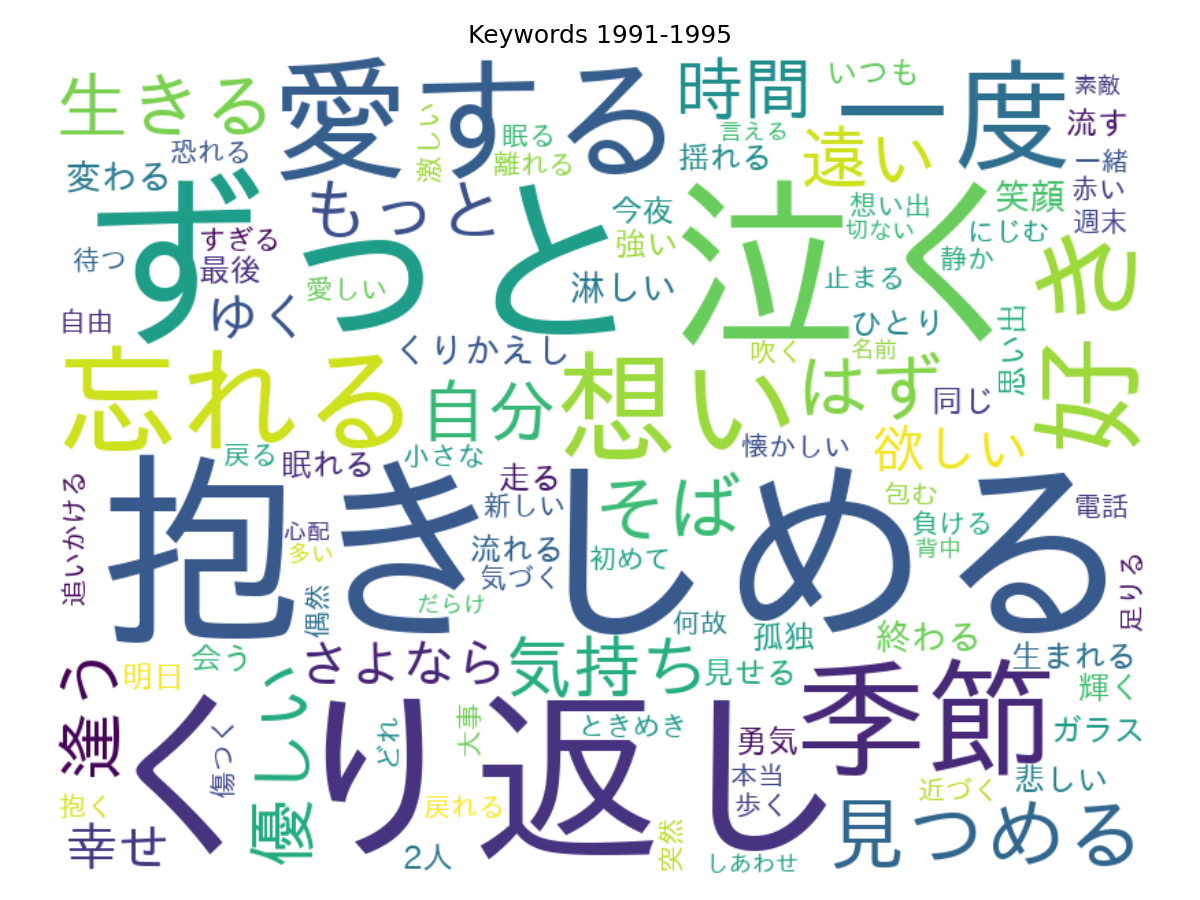 Keywords 1991-1995
生きる
愛する
時間
いつも
一度
素敵
流す
激しい
眠る
言える
恐れる
変わる
離れる
揺れる
遠い
一緒
赤い
ずっと
もっと
泣く
今夜
想い出
笑顔
週末
すぎる
強い
切ない
にじむ
待つ
最後
愛しい
淋しい
止まる
静か
好き
自由
ゆく
ひとり
思い出
くりかえし
吹く
名前
忘れる
自分
想い
はず
同じ
戻る
眠れる
小さな
懐かしい
欲しい
抱きしめる
走る
そば
包む
電話
追いかける
新しい
負ける
心配
多い
流れる
初めて
背中
気づく
足りる
偶然
だらけ
何故
孤独
終わる
逢う
明日
会う
優しい
さよなら
気持ち
見せる
季節
生まれる
輝く
くり返し
どれ
大事
ときめき
勇気
ガラス
傷つく
本当
悲しい
抱く
戻れる
歩く
近づく
幸せ
2人
突然
しあわせ
見つめる